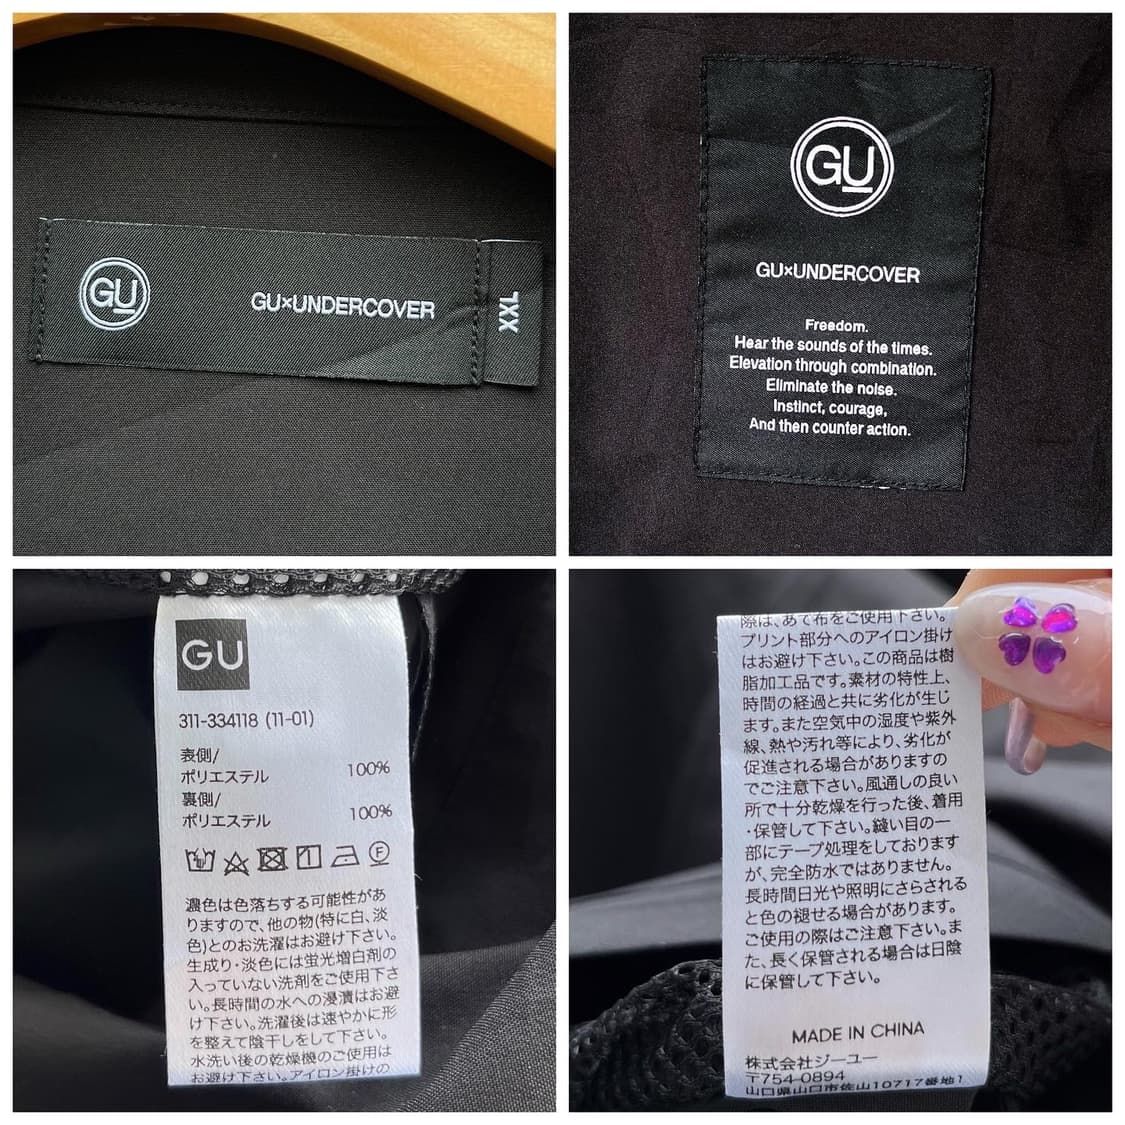 GU
GU×UNDERCOVER
XXL
GU
GU×UNDERCOVER
Freedom.
Hear the sounds of the times.
Elevation through combination.
Eliminate the noise.
Instinct, courage,
And then counter action.
GU
311-334118 (11-01)
表側/
ポリエステル 100%
裏側/
ポリエステル 100%
濃色は色落ちする可能性があ
りますので、他の物(特に白、淡
色)とのお洗濯はお避け下さい。
生成り・淡色には蛍光増白剤の
入っていない洗剤をご使用下さ
い。長時間の水への浸漬はお避
け下さい。洗濯後は速やかに形
を整えて陰干しをして下さい。
水洗い後の乾燥機のご使用は
お避け下さい。アイロン掛けの
際は、あて布をご使用下さい。
プリント部分へのアイロン掛け
はお避け下さい。この商品は樹
脂加工品です。素材の特性上、
時間の経過と共に劣化が生じ
ます。また空気中の湿度や紫外
線、熱や汚れ等により、劣化が
促進される場合がありますの
でご注意下さい。風通しの良い
所で十分乾燥を行った後、着用
・保管して下さい。縫い目の一
部にテープ処理をしております
が、完全防水ではありません。
長時間日光や照明にさらされる
と色の褪せる場合があります。
ご使用の際はご注意下さい。ま
た、長く保管される場合は日陰
に保管して下さい。
MADE IN CHINA
株式会社ジーユー
〒754-0894
山口県山口市佐山10717番地1